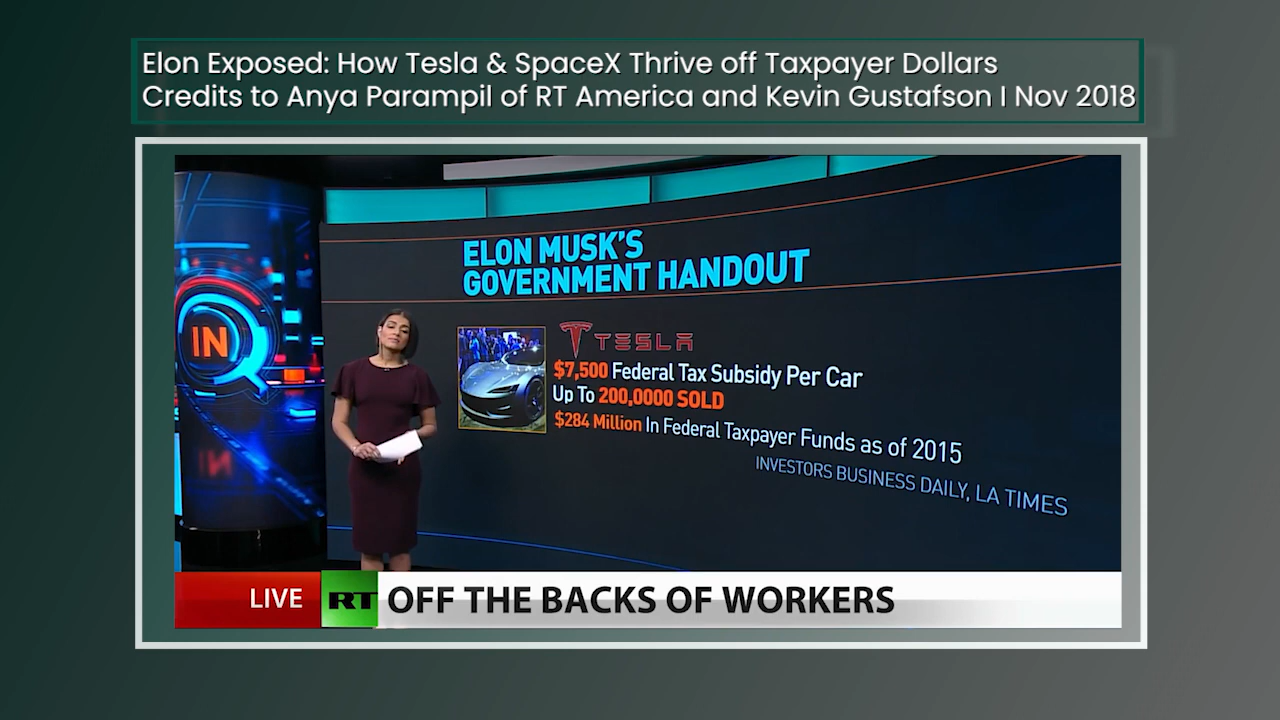 Elon Exposed: How Tesla & SpaceX Thrive off Taxpayer Dollars
Credits to Anya Parampil of RT America and Kevin Gustafson I Nov 2018
IN
ELON MUSK'S
GOVERNMENT HANDOUT
TESLA
$7,500 Federal Tax Subsidy Per Car
Up To 200,0000 SOLD
$284 Million In Federal Taxpayer Funds as of 2015
INVESTORS BUSINESS DAILY, LA TIMES
IN
LIVE RT OFF THE BACKS OF WORKERS